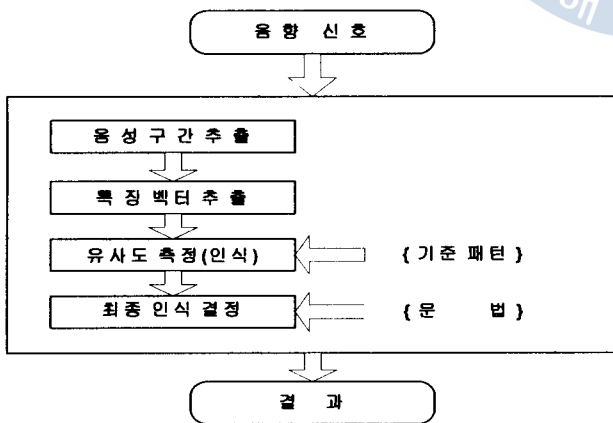 음향 신호
음성구간추출
특징벡터 추출
유사도 측정(인식)
{ 기준 패턴 }
최종 인식 결정
{ 문 법 }
결 과
on